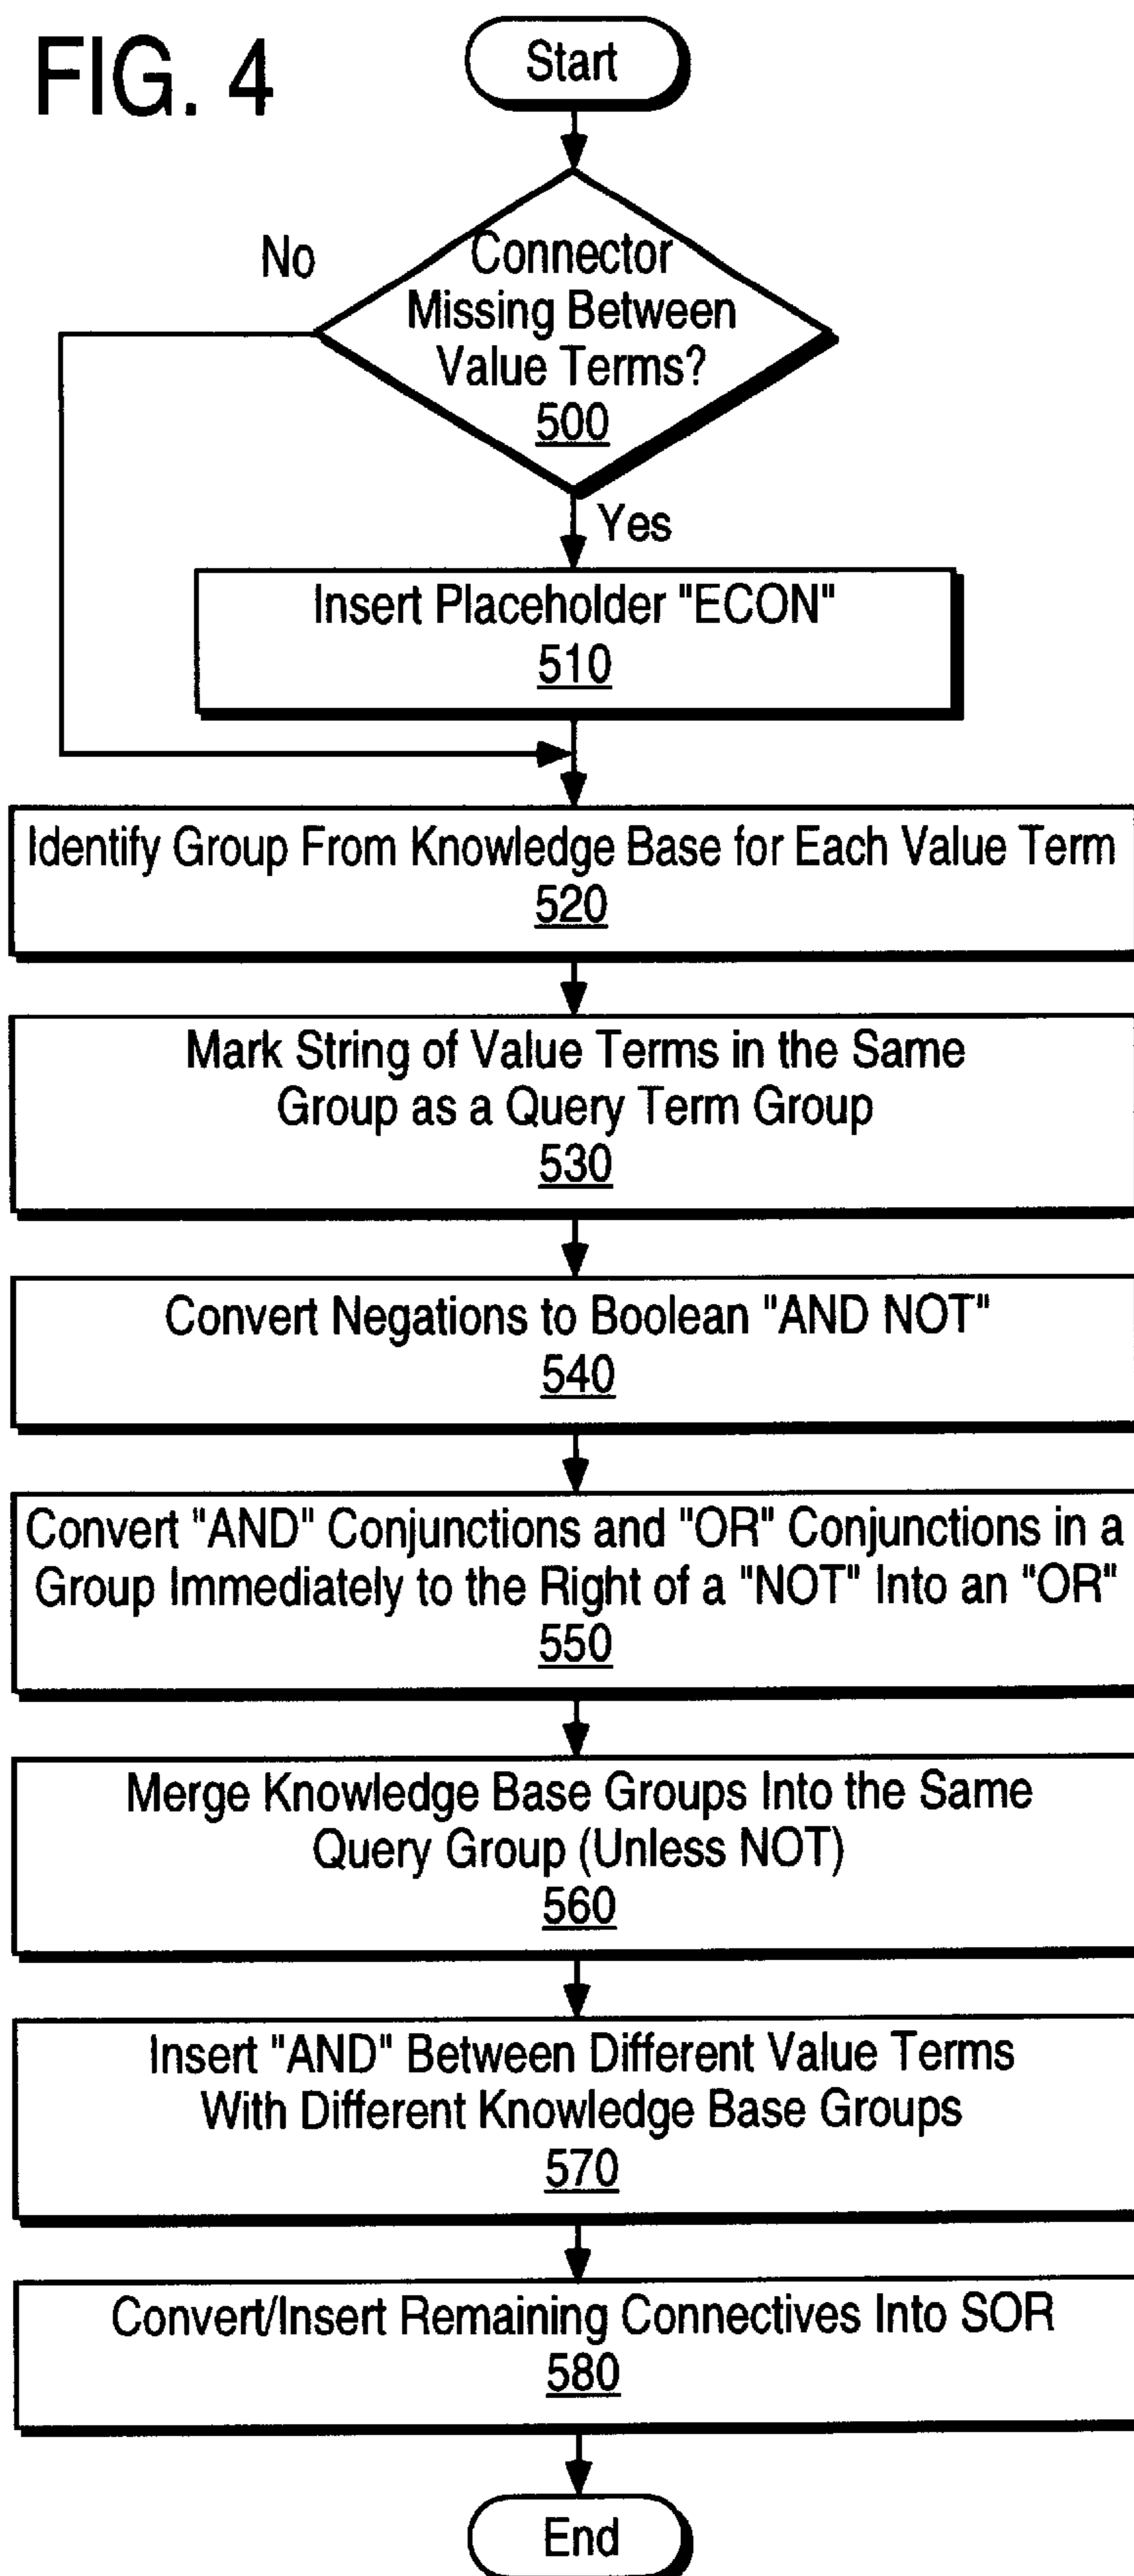 FIG. 4
Start
No
Connector
Missing Between
Value Terms?
500
Yes
Insert Placeholder "ECON"
510
Identify Group From Knowledge Base for Each Value Term
520
Mark String of Value Terms in the Same
Group as a Query Term Group
530
Convert Negations to Boolean "AND NOT"
540
Convert "AND" Conjunctions and "OR" Conjunctions in a
Group Immediately to the Right of a "NOT" Into an "OR"
550
Merge Knowledge Base Groups Into the Same
Query Group (Unless NOT)
560
Insert "AND" Between Different Value Terms
With Different Knowledge Base Groups
570
Convert/Insert Remaining Connectives Into SOR
580
End